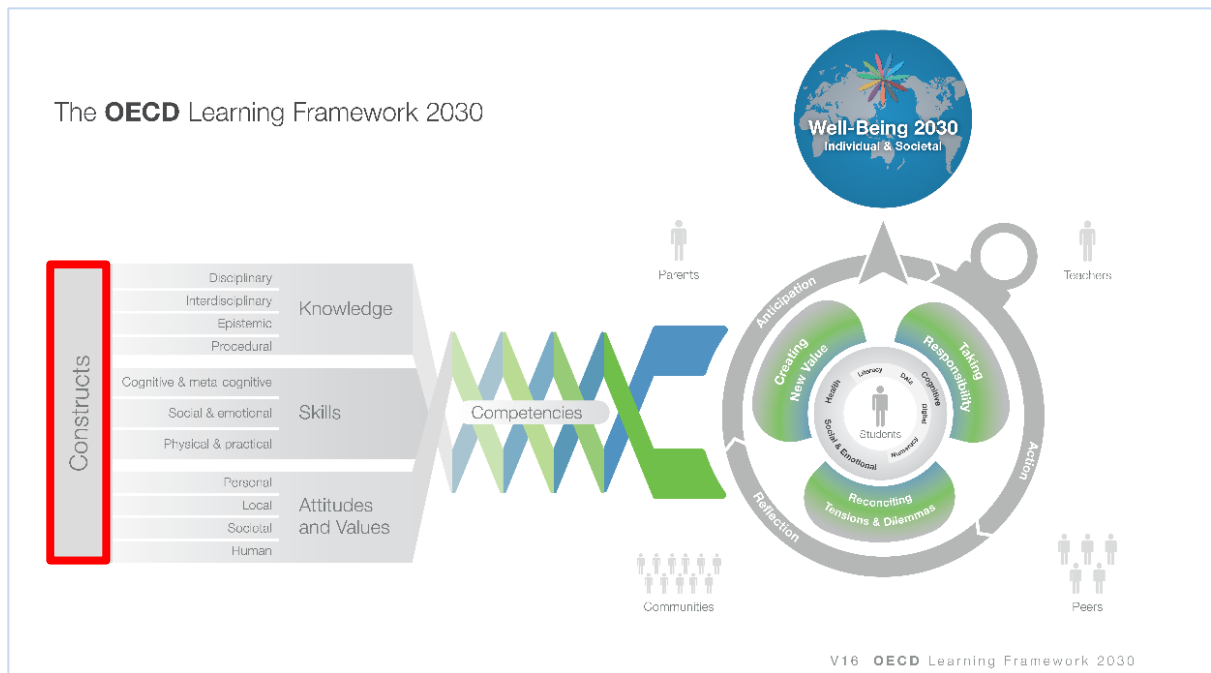 The OECD Learning Framework 2030
Well-Being 2030
Individual & Societal
Parents
Teachers
Constructs
Disciplinary
Interdisciplinary
Epistemic
Procedural
Knowledge
Cognitive & meta cognitive
Social & emotional
Physical & practical
Skills
Personal
Local
Societal
Human
Attitudes
and Values
Competencies
Anticipation
Action
Reflection
Creating
New Value
Taking
Responsibility
Reconciling
Tensions & Dilemmas
Literacy
Data
Cognitive
Digital
Numeracy
Social & Emotional
Health
Students
Communities
Peers
V16 OECD Learning Framework 2030